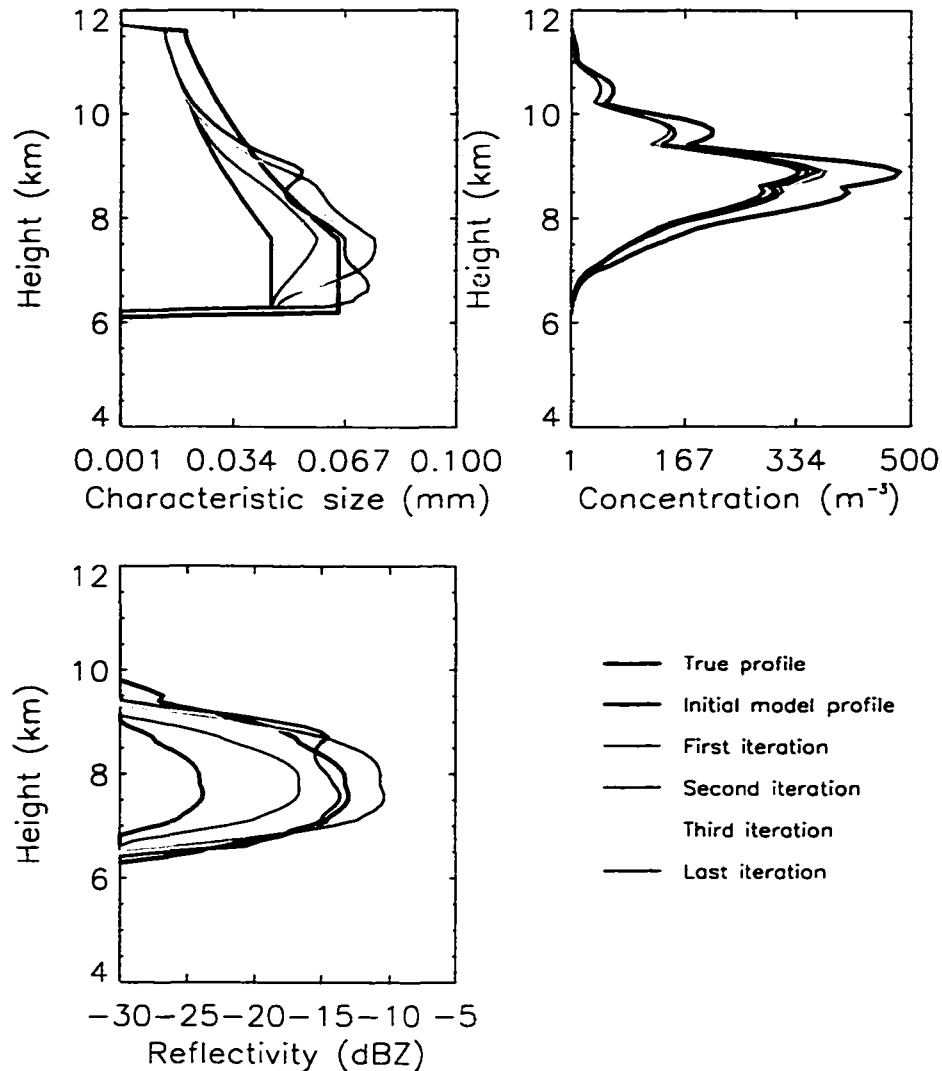 12
10
8
6
4
Height (km)
0.001 0.034 0.067 0.100
Characteristic size (mm)
12
10
8
6
4
Height (km)
1 167 334 500
Concentration (m⁻³)
12
10
8
6
4
Height (km)
-30-25-20-15-10 -5
Reflectivity (dBZ)
True profile
Initial model profile
First iteration
Second iteration
Third iteration
Last iteration